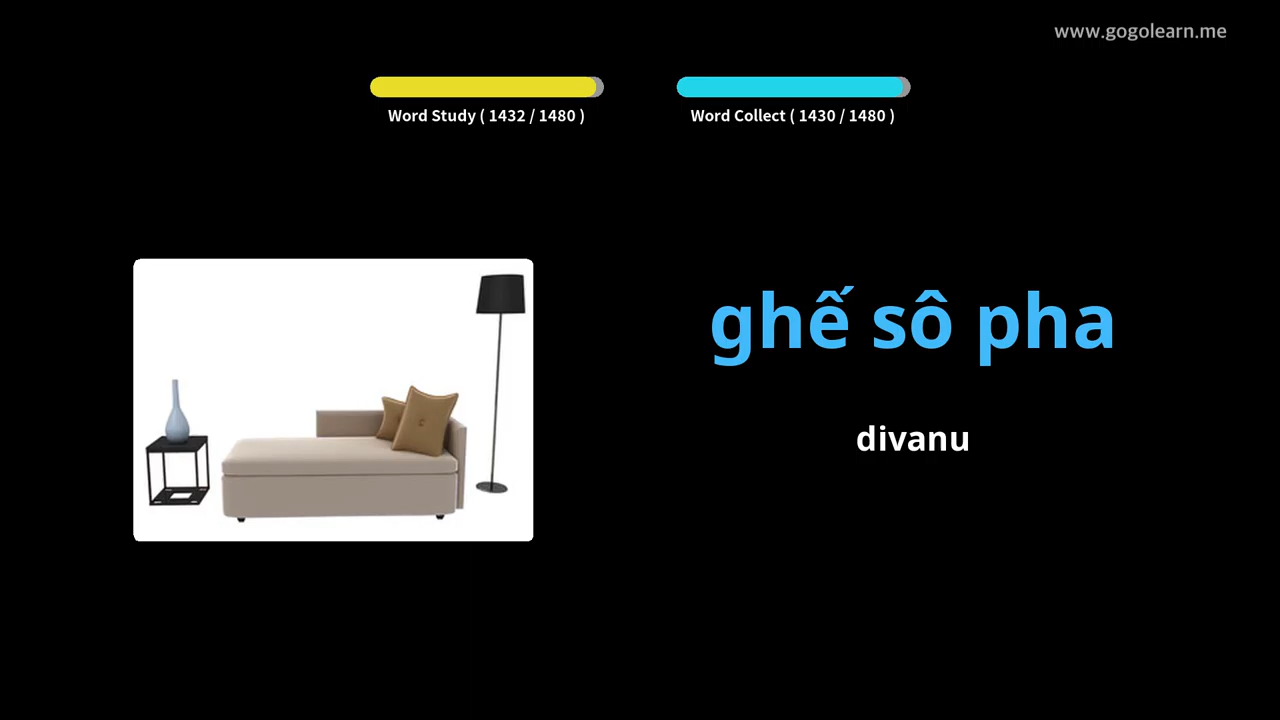 www.gogolearn.me
Word Study ( 1432 / 1480 )
Word Collect ( 1430 / 1480 )
ghế sô pha
divanu